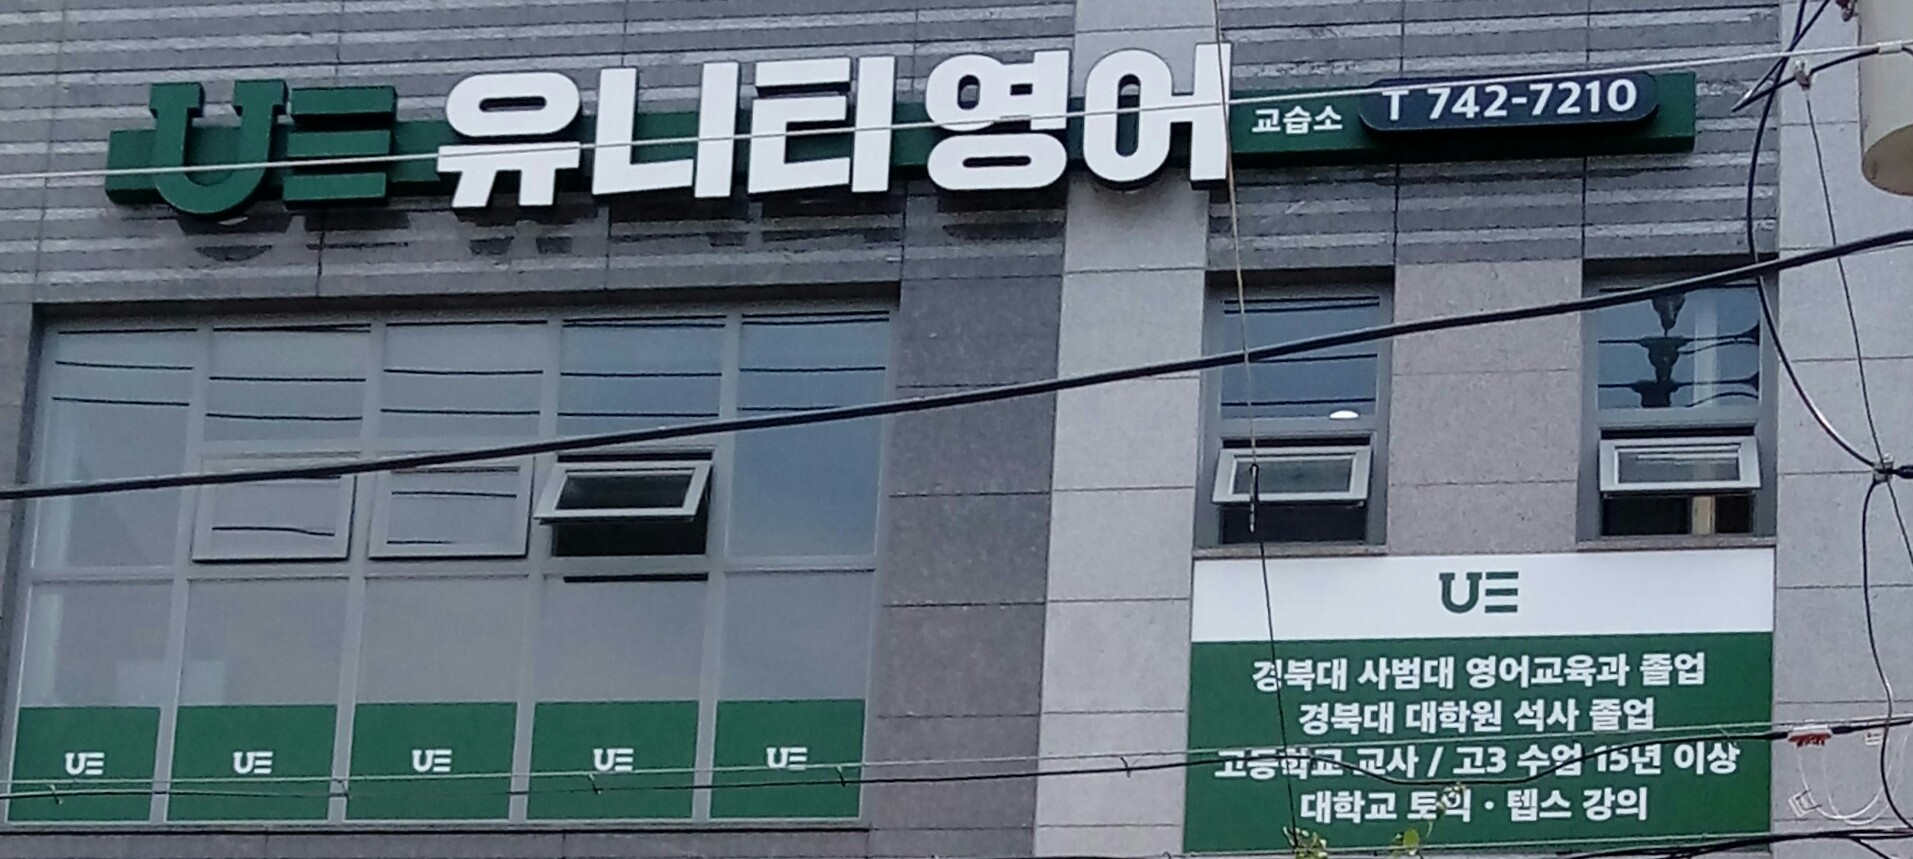 UE 유니티영어 교습소 T 742-7210
UE
경북대 사범대 영어교육과 졸업
경북대 대학원 석사 졸업
고등학교 교사 / 고3 수업 15년 이상
대학교 토익 · 텝스 강의
UE UE UE UE UE